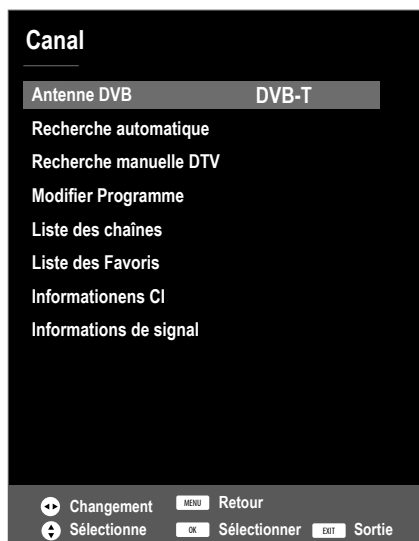 Canal
Antenne DVB DVB-T
Recherche automatique
Recherche manuelle DTV
Modifier Programme
Liste des chaînes
Liste des Favoris
Informationens CI
Informations de signal
Changement MENU Retour
Sélectionne OK Sélectionner EXIT Sortie